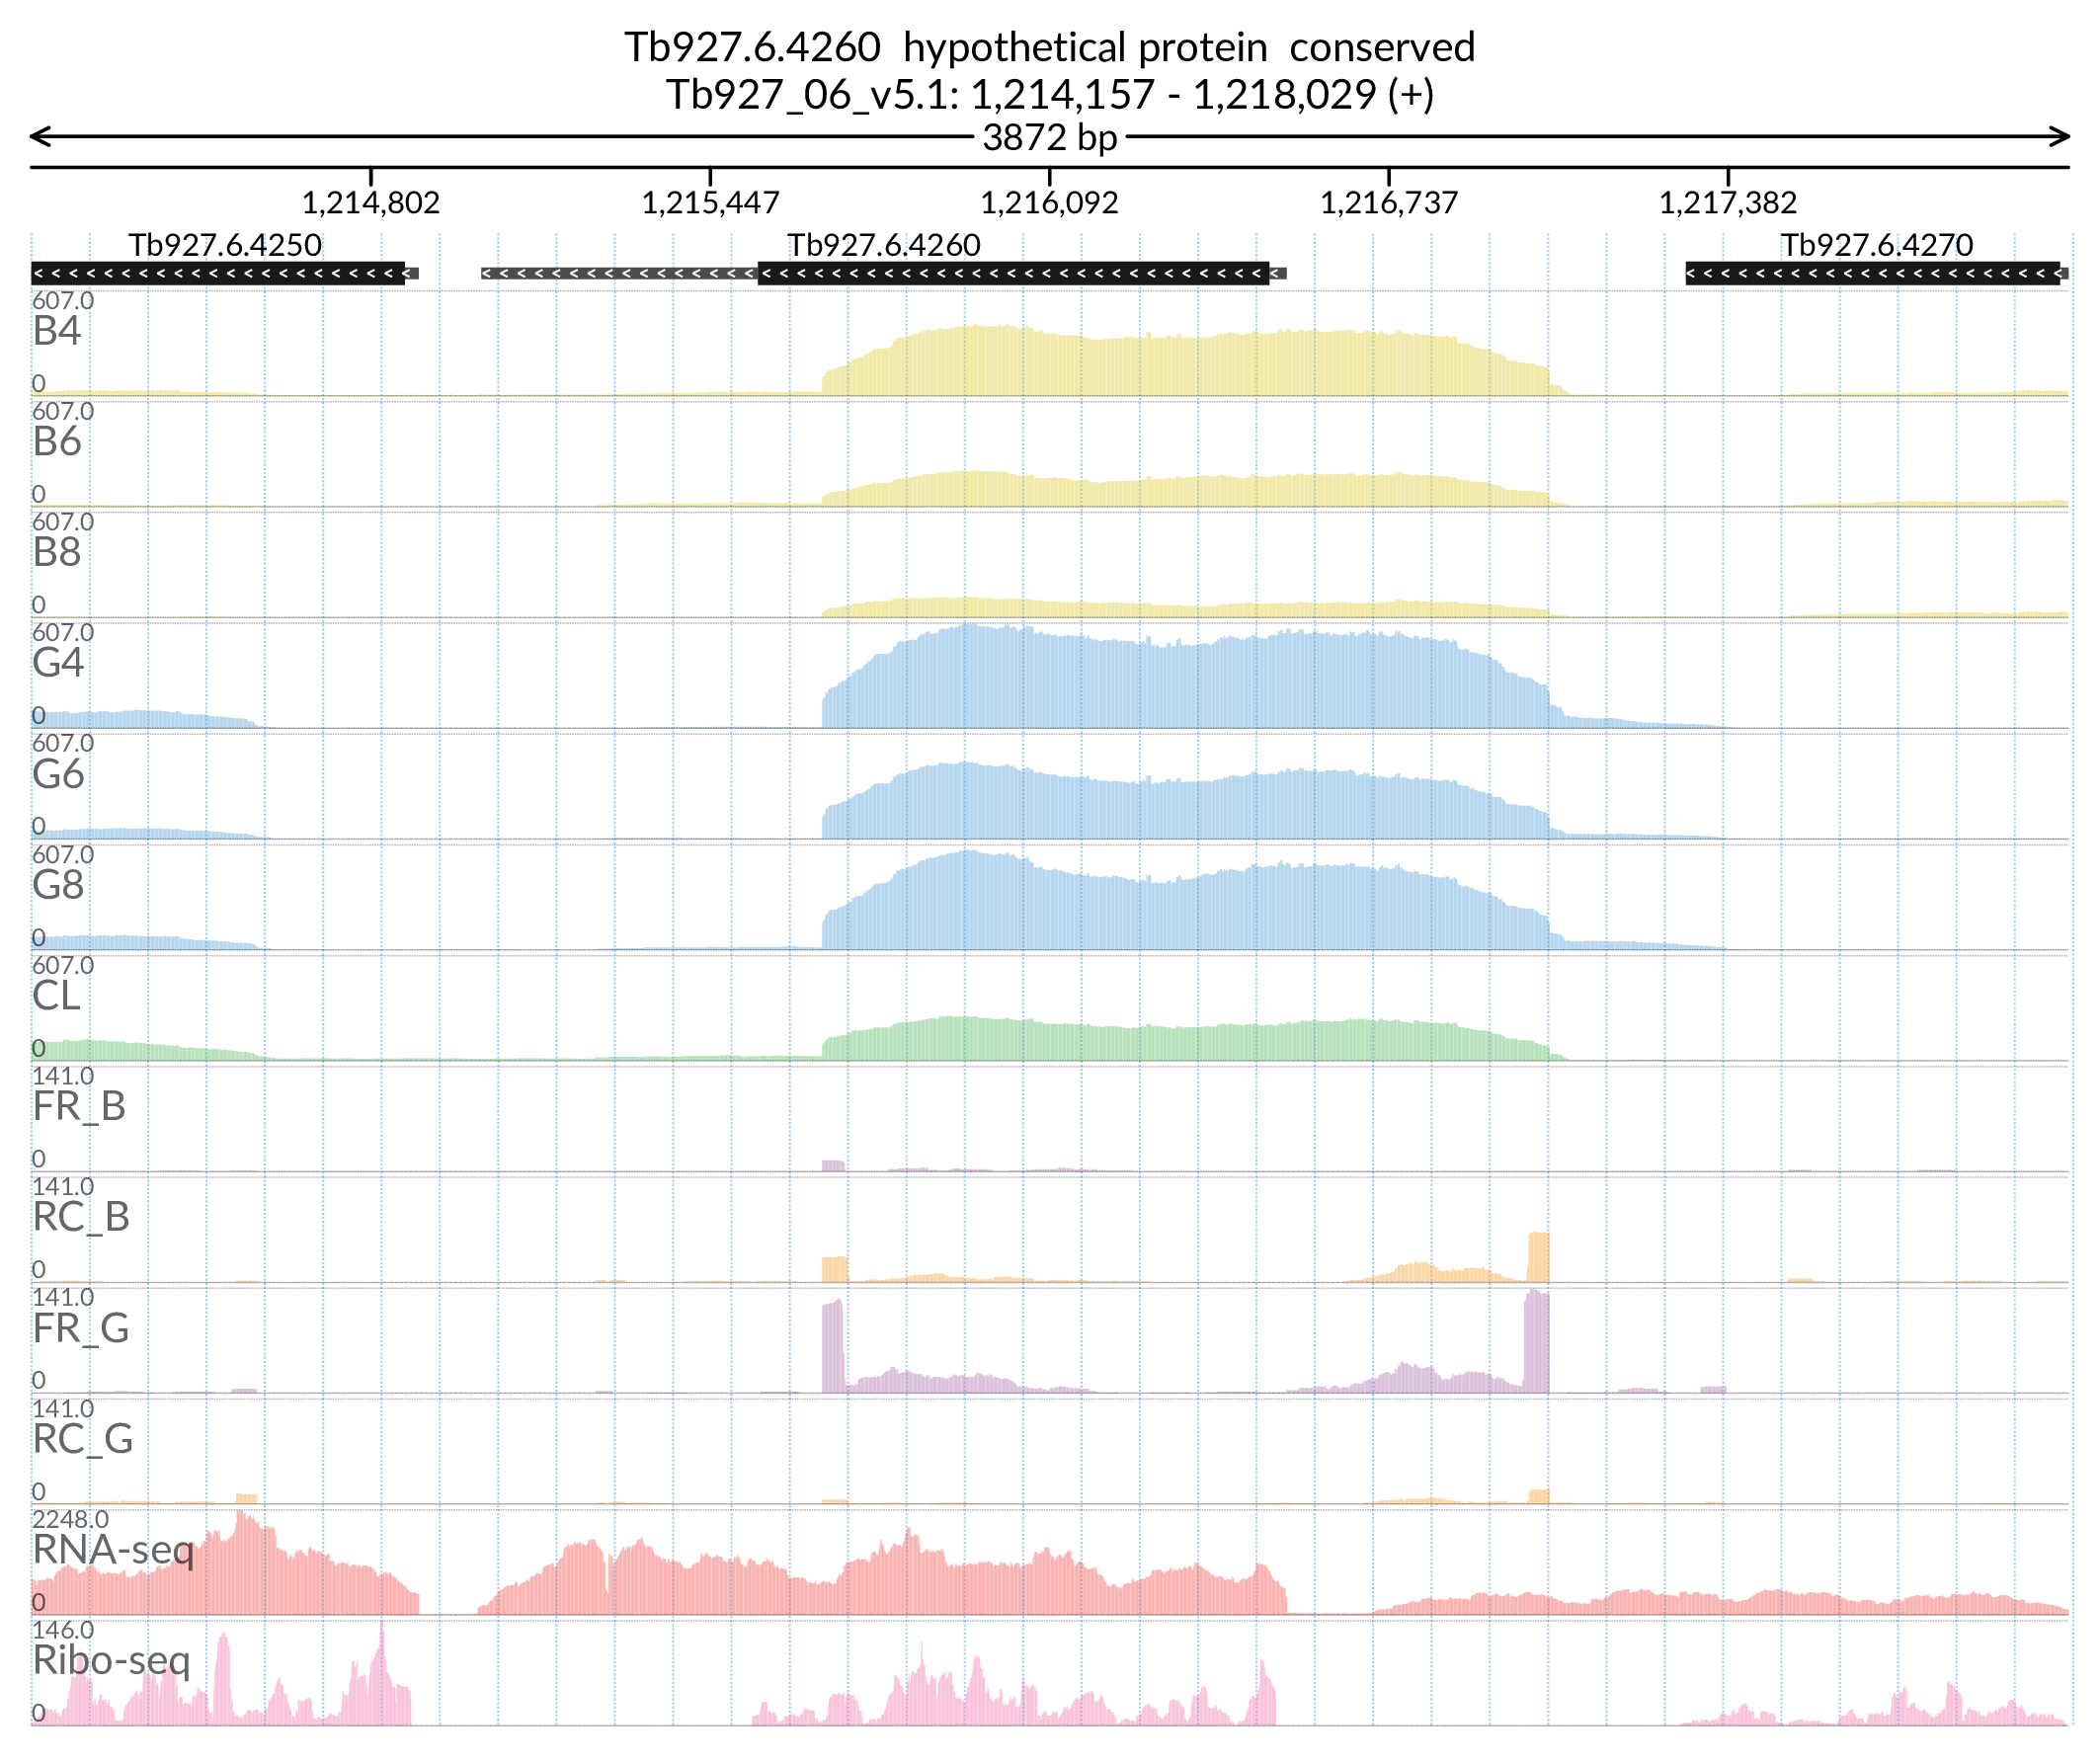 Tb927.6.4260  hypothetical protein  conserved
Tb927_06_v5.1: 1,214,157 - 1,218,029 (+)
3872 bp
1,214,802 1,215,447 1,216,092 1,216,737 1,217,382
Tb927.6.4250 Tb927.6.4260 Tb927.6.4270
607.0
B4
0
607.0
B6
0
607.0
B8
0
607.0
G4
0
607.0
G6
0
607.0
G8
0
607.0
CL
0
141.0
FR_B
0
141.0
RC_B
0
141.0
FR_G
0
141.0
RC_G
0
2248.0
RNA-seq
0
146.0
Ribo-seq
0